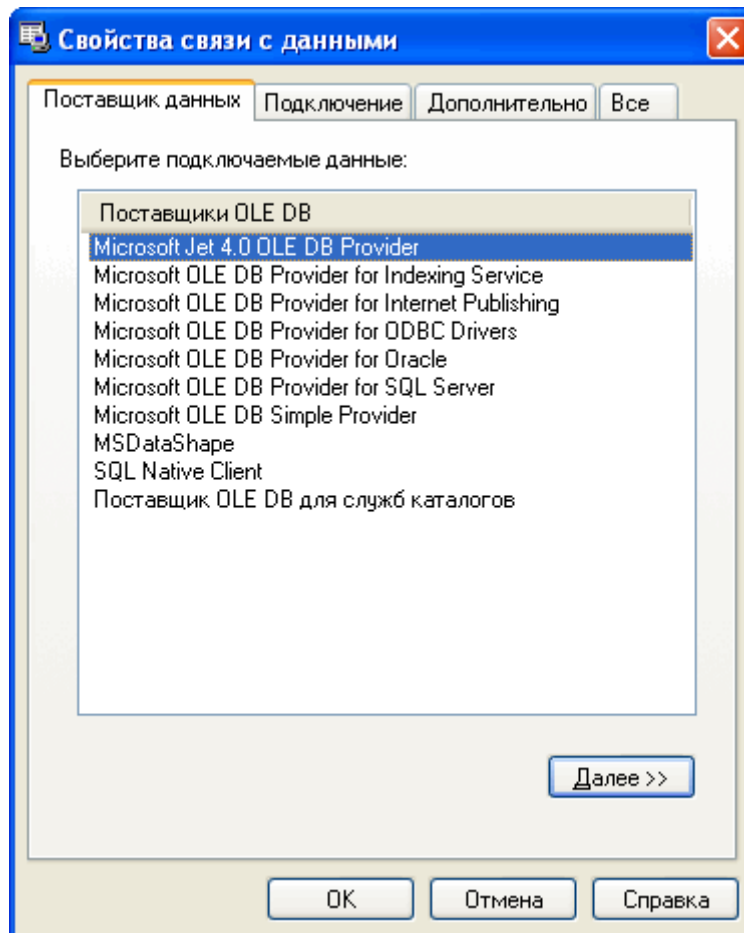 Свойства связи с данными
Поставщик данных Подключение Дополнительно Все
Выберите подключаемые данные:
Поставщики OLE DB
Microsoft Jet 4.0 OLE DB Provider
Microsoft OLE DB Provider for Indexing Service
Microsoft OLE DB Provider for Internet Publishing
Microsoft OLE DB Provider for ODBC Drivers
Microsoft OLE DB Provider for Oracle
Microsoft OLE DB Provider for SQL Server
Microsoft OLE DB Simple Provider
MSDataShape
SQL Native Client
Поставщик OLE DB для служб каталогов
Далее >>
OK Отмена Справка